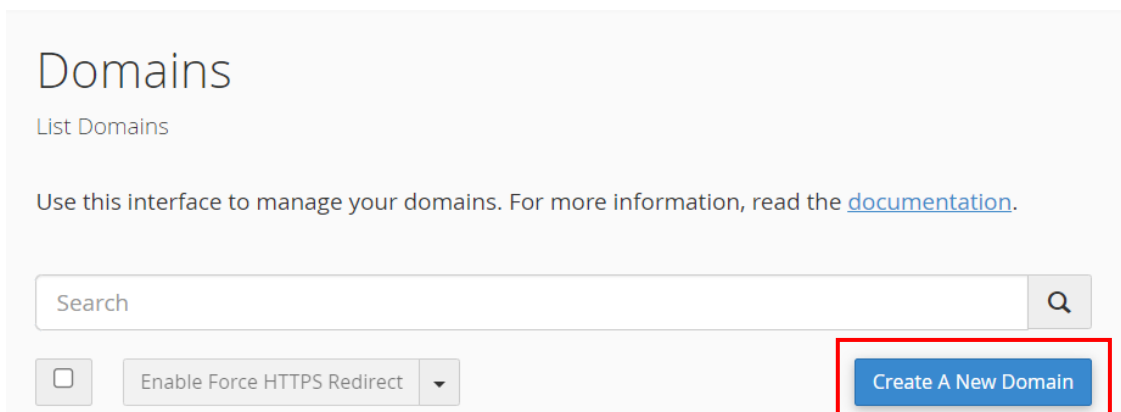 Domains
List Domains
Use this interface to manage your domains. For more information, read the documentation.
Search
Enable Force HTTPS Redirect
Create A New Domain